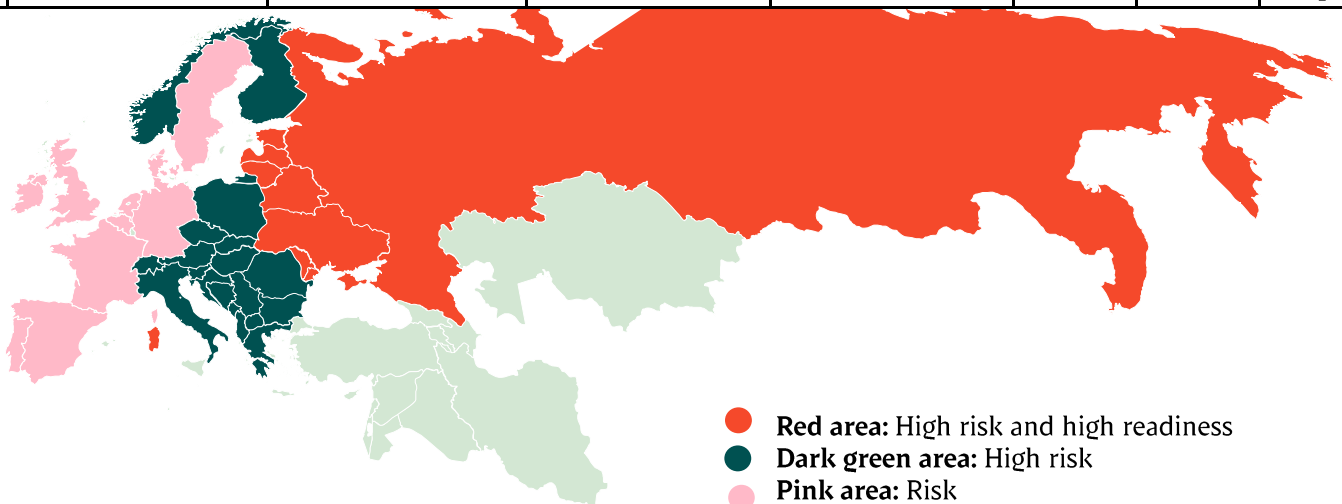 Red area: High risk and high readiness
Dark green area: High risk
Pink area: Risk